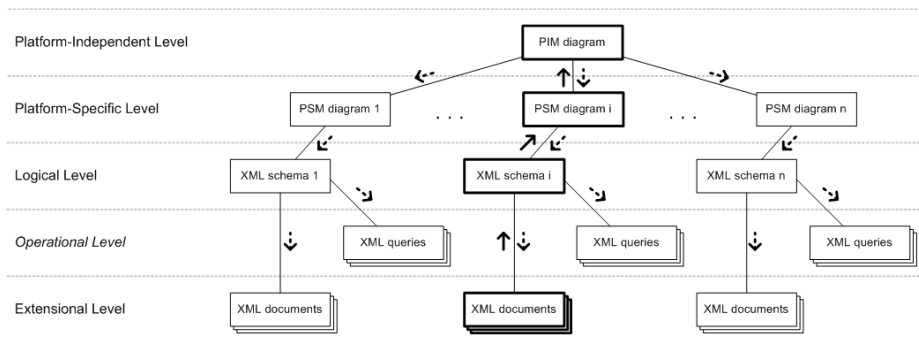 Platform-Independent Level
PIM diagram
Platform-Specific Level
PSM diagram 1
. . .
PSM diagram i
. . .
PSM diagram n
Logical Level
XML schema 1
XML schema i
XML schema n
Operational Level
XML queries
XML queries
XML queries
Extensional Level
XML documents
XML documents
XML documents